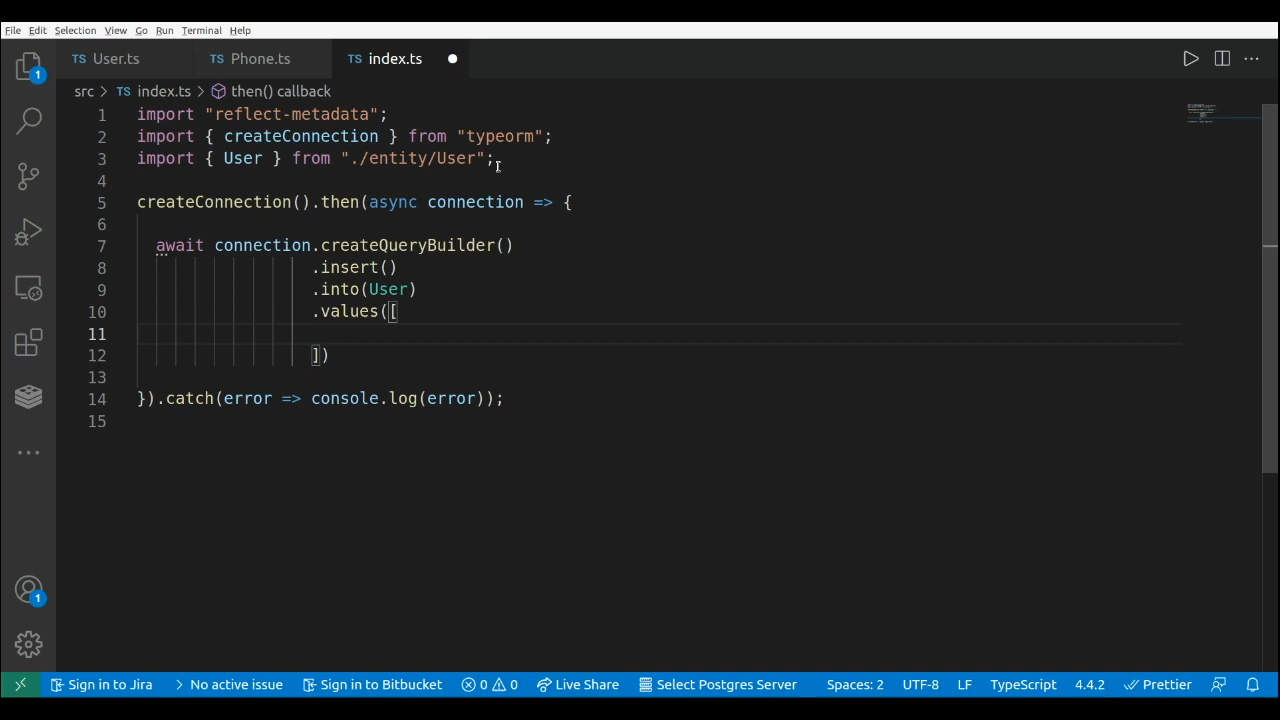 File Edit Selection View Go Run Terminal Help
TS User.ts TS Phone.ts TS index.ts
src > TS index.ts > then() callback
1 import "reflect-metadata";
2 import { createConnection } from "typeorm";
3 import { User } from "./entity/User";
4
5 createConnection().then(async connection => {
6
7 await connection.createQueryBuilder()
8 .insert()
9 .into(User)
10 .values([
11
12 ])
13
14 }).catch(error => console.log(error));
15
1
1
Sign in to Jira No active issue Sign in to Bitbucket 0 0 Live Share Select Postgres Server Spaces: 2 UTF-8 LF TypeScript 4.4.2 Prettier